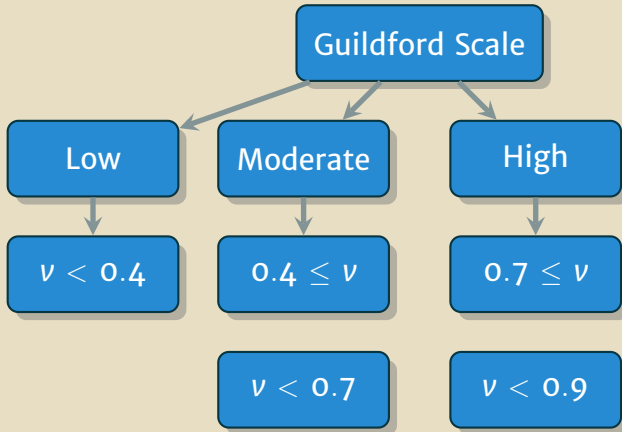 Guildford Scale
Low
Moderate
High
ν < 0.4
0.4 ≤ ν
0.7 ≤ ν
ν < 0.7
ν < 0.9